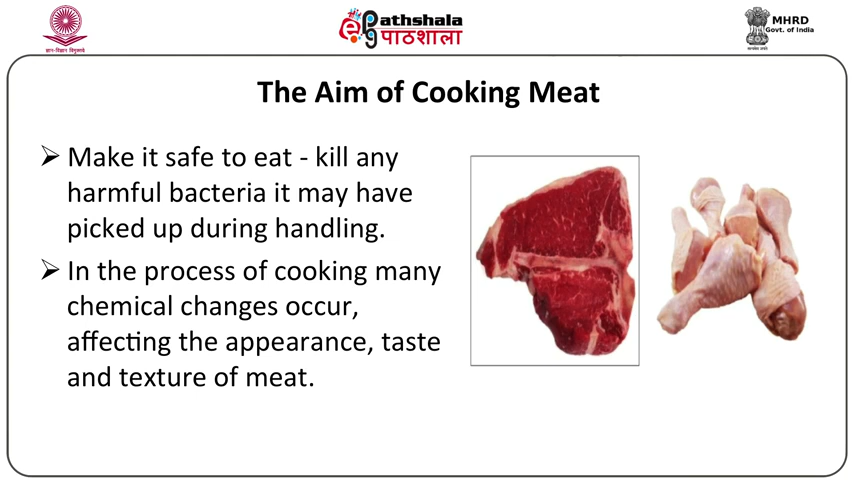 ज्ञान-विज्ञान विमुक्तये
ePathshala
पाठशाला
MHRD
Govt. of India
The Aim of Cooking Meat
➢ Make it safe to eat - kill any
harmful bacteria it may have
picked up during handling.
➢ In the process of cooking many
chemical changes occur,
affecting the appearance, taste
and texture of meat.